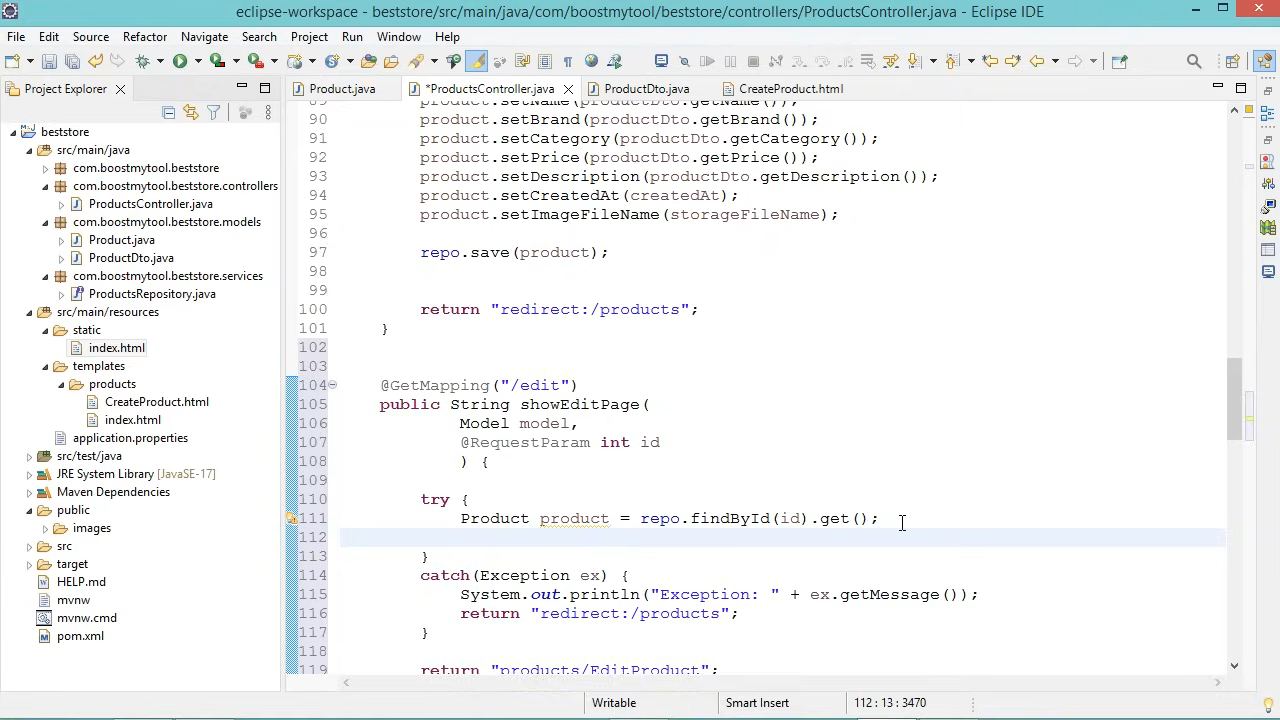 eclipse-workspace - beststore/src/main/java/com/boostmytool/beststore/controllers/ProductsController.java - Eclipse IDE
File Edit Source Refactor Navigate Search Project Run Window Help
Project Explorer
Product.java *ProductsController.java ProductDto.java CreateProduct.html
beststore
src/main/java
com.boostmytool.beststore
com.boostmytool.beststore.controllers
ProductsController.java
com.boostmytool.beststore.models
Product.java
ProductDto.java
com.boostmytool.beststore.services
ProductsRepository.java
src/main/resources
static
index.html
templates
products
CreateProduct.html
index.html
application.properties
src/test/java
JRE System Library [JavaSE-17]
Maven Dependencies
public
images
src
target
HELP.md
mvnw
mvnw.cmd
pom.xml
89 product.setName(productDto.getName());
90 product.setBrand(productDto.getBrand());
91 product.setCategory(productDto.getCategory());
92 product.setPrice(productDto.getPrice());
93 product.setDescription(productDto.getDescription());
94 product.setCreatedAt(createdAt);
95 product.setImageFileName(storageFileName);
96
97 repo.save(product);
98
99
100 return "redirect:/products";
101 }
102
103
104 @GetMapping("/edit")
105 public String showEditPage(
106 Model model,
107 @RequestParam int id
108 ) {
109
110 try {
111 Product product = repo.findById(id).get();
112
113 }
114 catch(Exception ex) {
115 System.out.println("Exception: " + ex.getMessage());
116 return "redirect:/products";
117 }
118
119 return "products/EditProduct";
Writable Smart Insert 112 : 13 : 3470